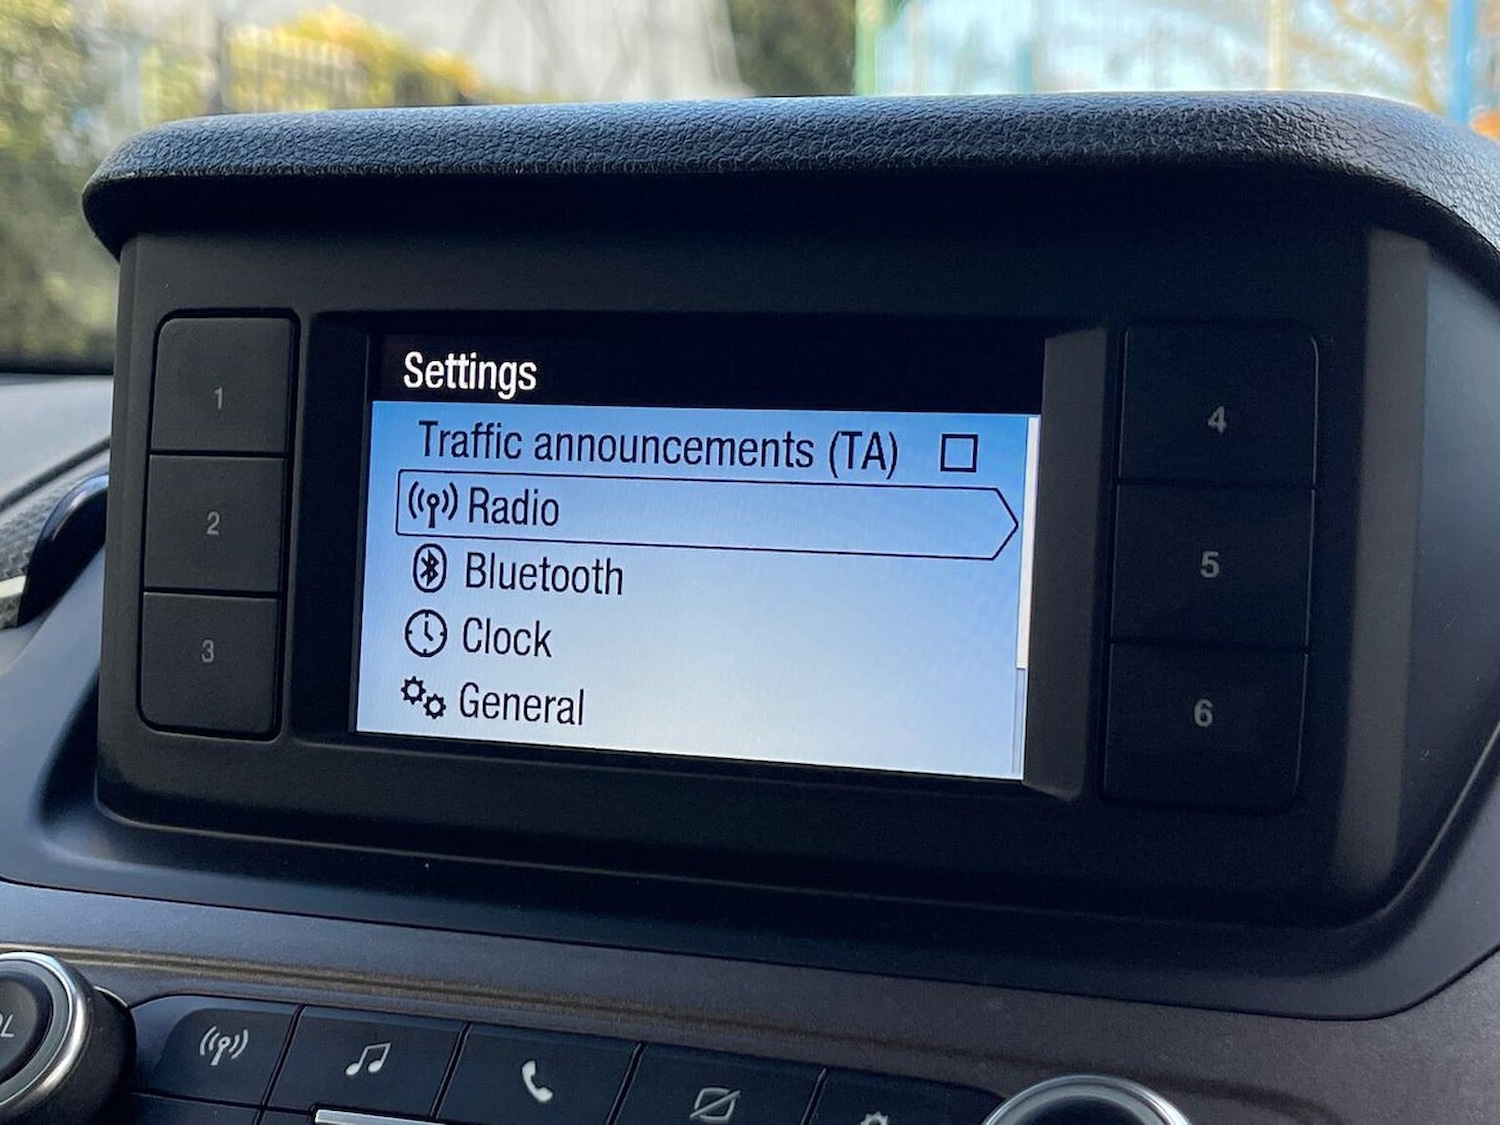 Settings
Traffic announcements (TA)
Radio
Bluetooth
Clock
General
1
2
3
4
5
6